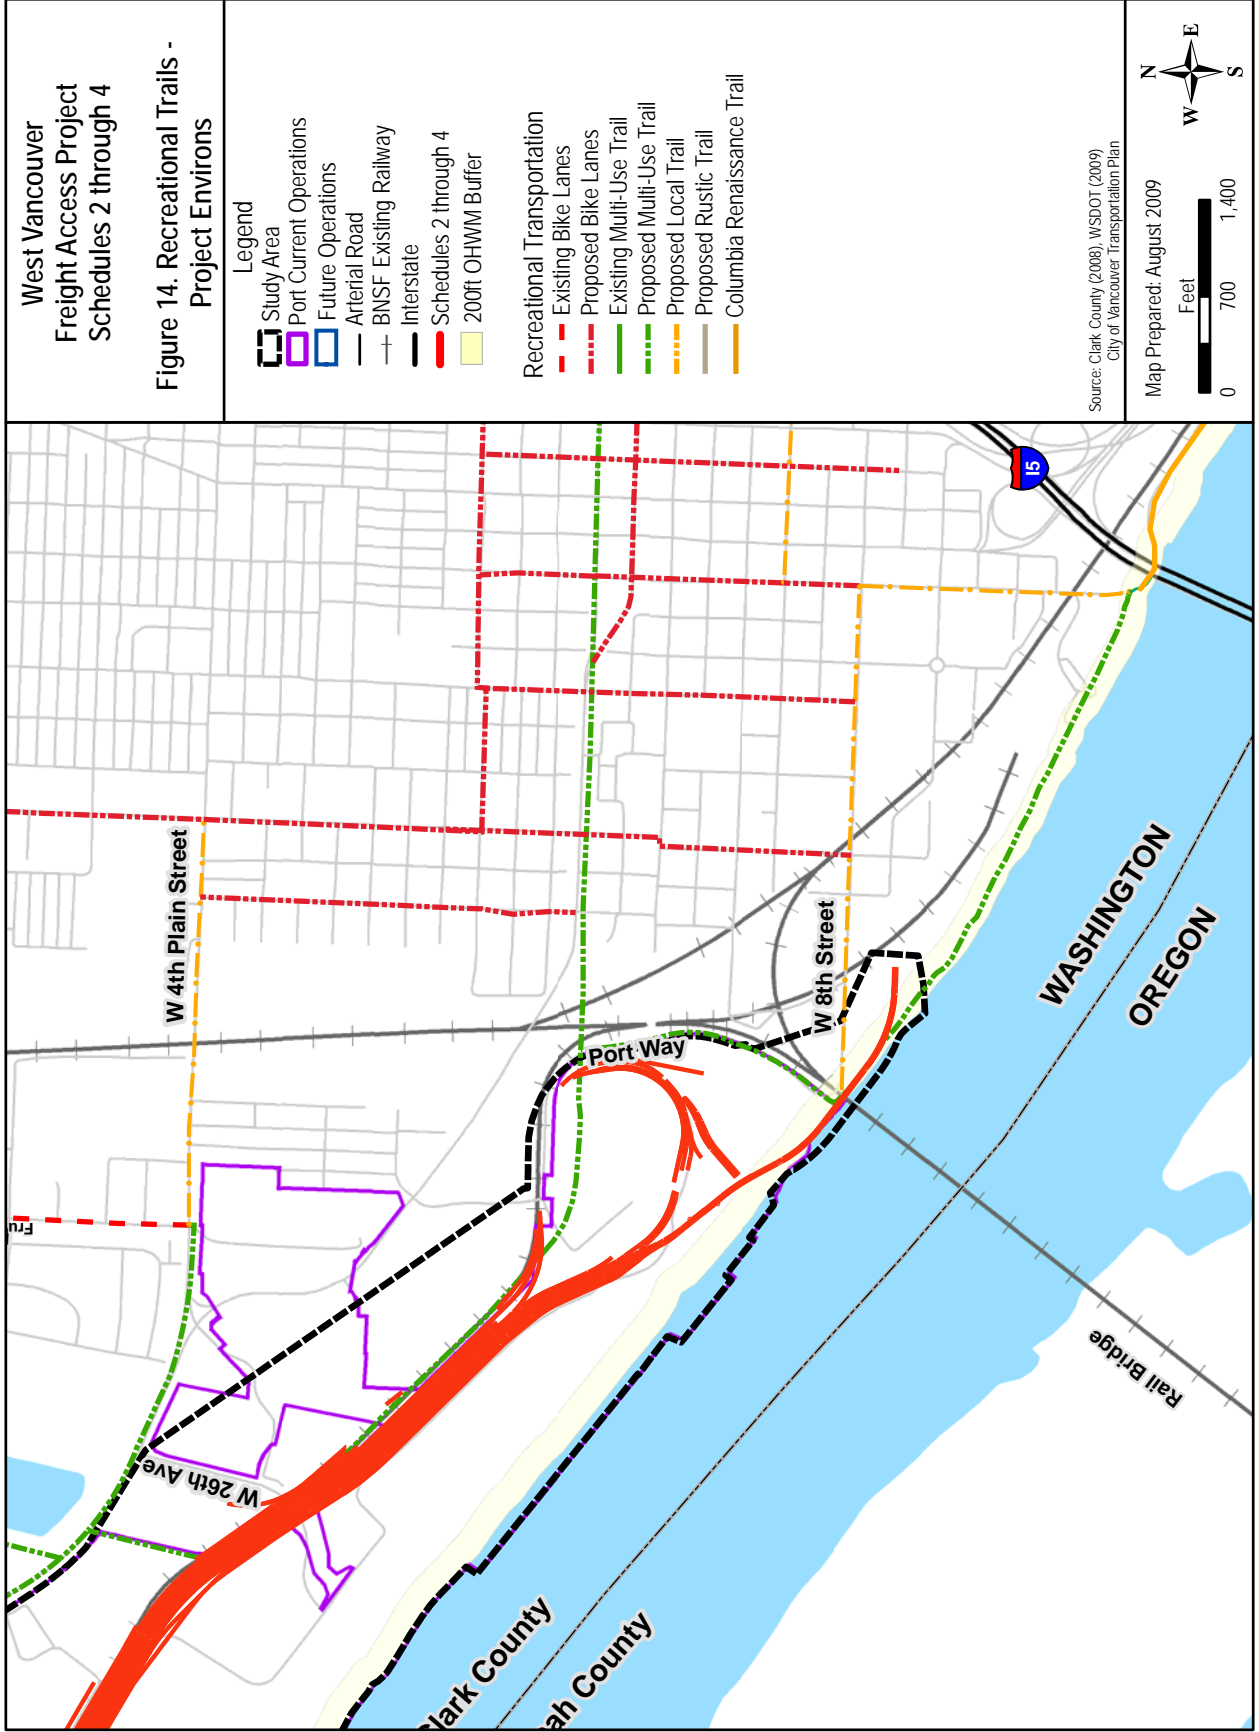 West Vancouver
Freight Access Project
Schedules 2 through 4
Figure 14. Recreational Trails -
Project Environs
Legend
Study Area
Port Current Operations
Future Operations
Arterial Road
BNSF Existing Railway
Interstate
Schedules 2 through 4
200ft OHWM Buffer
Recreational Transportation
Existing Bike Lanes
Proposed Bike Lanes
Existing Multi-Use Trail
Proposed Multi-Use Trail
Proposed Local Trail
Proposed Rustic Trail
Columbia Renaissance Trail
Source: Clark County (2008), WSDOT (2009)
City of Vancouver Transportation Plan
Map Prepared: August 2009
Feet
0 700 1,400
N
W E
S
W 4th Plain Street
W 8th Street
Port Way
W 26th Ave
Fru
I5
WASHINGTON
OREGON
Rail Bridge
Clark County
ah County